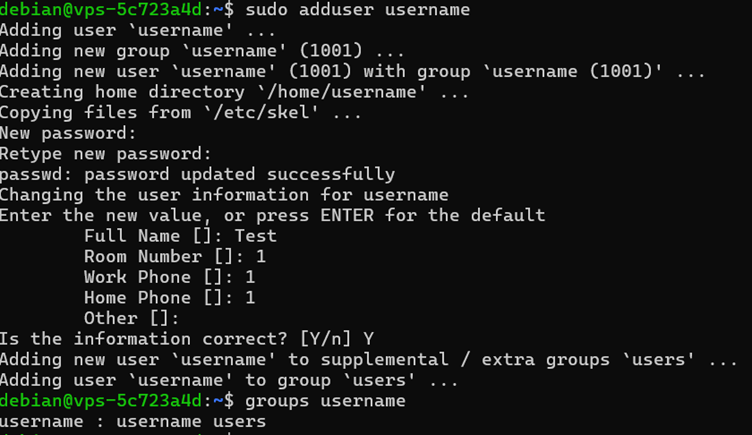 debian@vps-5c723a4d:~$ sudo adduser username
Adding user `username' ...
Adding new group `username' (1001) ...
Adding new user `username' (1001) with group `username (1001)' ...
Creating home directory `/home/username' ...
Copying files from `/etc/skel' ...
New password:
Retype new password:
passwd: password updated successfully
Changing the user information for username
Enter the new value, or press ENTER for the default
        Full Name []: Test
        Room Number []: 1
        Work Phone []: 1
        Home Phone []: 1
        Other []:
Is the information correct? [Y/n] Y
Adding new user `username' to supplemental / extra groups `users' ...
Adding user `username' to group `users' ...
debian@vps-5c723a4d:~$ groups username
username : username users